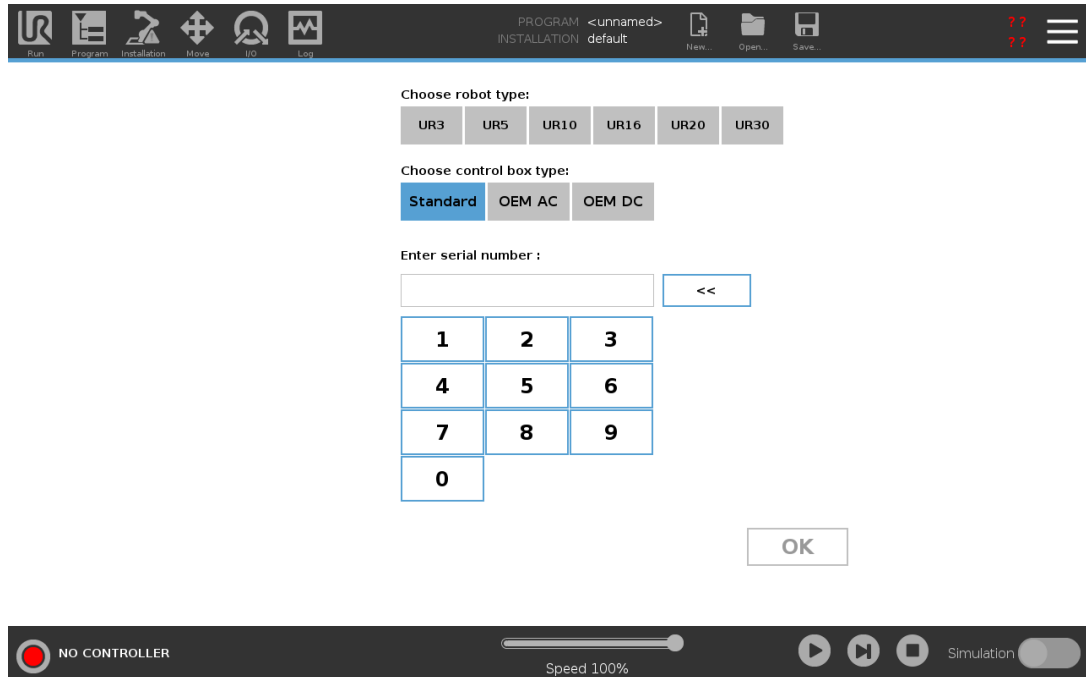 PROGRAM <unnamed>
INSTALLATION default
Run Program Installation Move I/O Log
New... Open... Save...
? ?
? ?
Choose robot type:
UR3 UR5 UR10 UR16 UR20 UR30
Choose control box type:
Standard OEM AC OEM DC
Enter serial number :
<<
1 2 3
4 5 6
7 8 9
0
OK
NO CONTROLLER
Speed 100%
Simulation